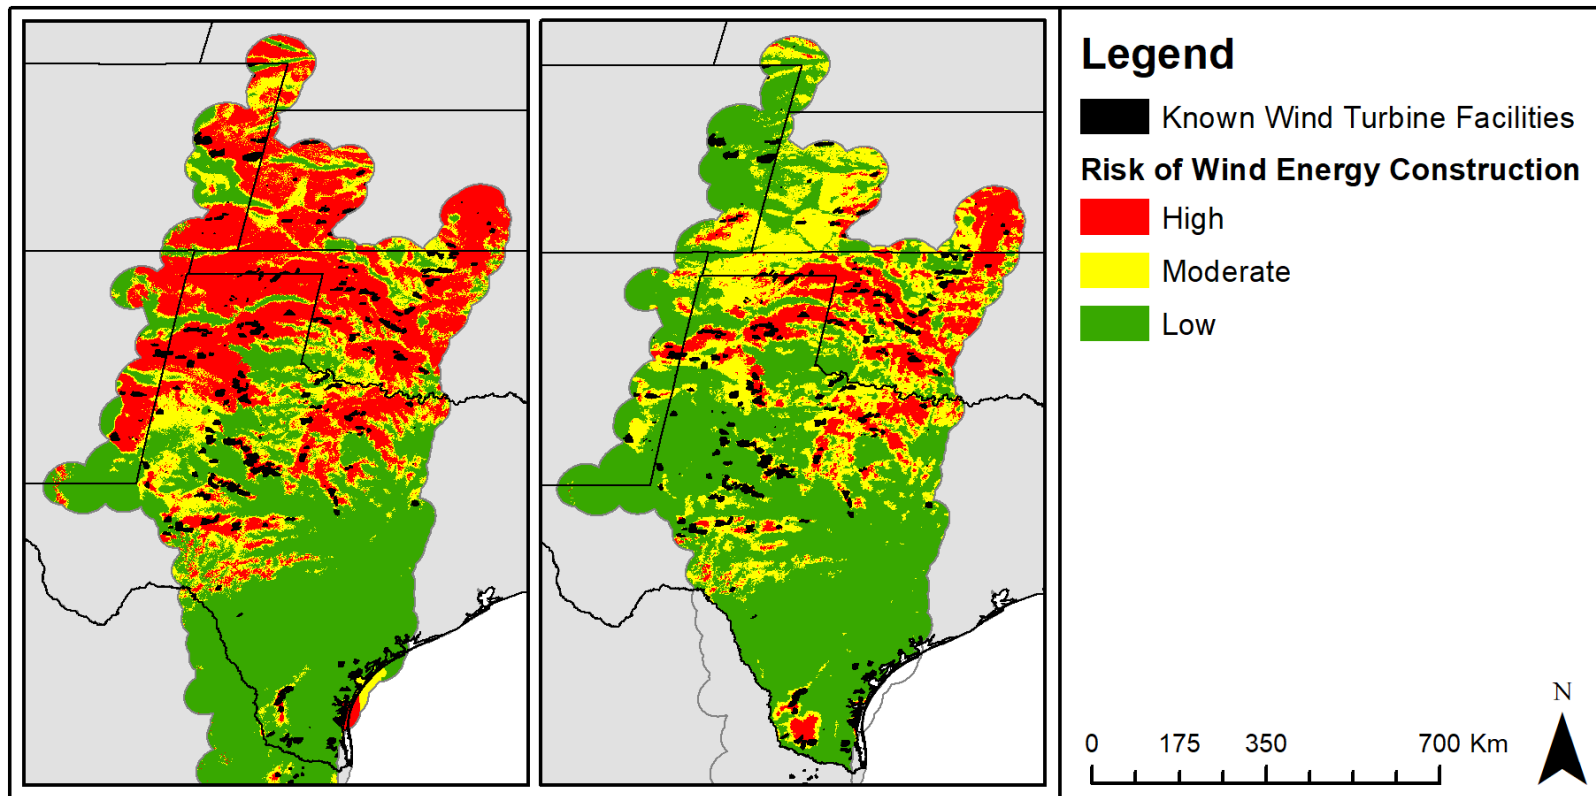 Legend
Known Wind Turbine Facilities
Risk of Wind Energy Construction
High
Moderate
Low
N
0 175 350 700 Km